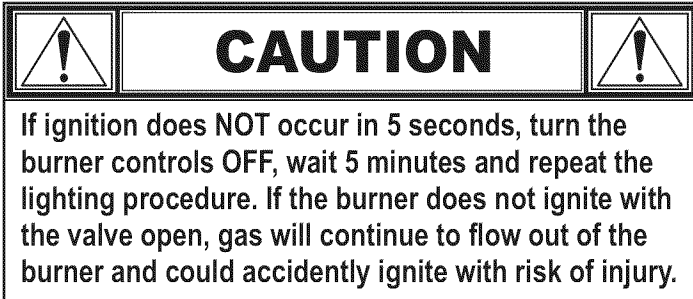 CAUTION
If ignition does NOT occur in 5 seconds, turn the
burner controls OFF, wait 5 minutes and repeat the
lighting procedure. If the burner does not ignite with
the valve open, gas will continue to flow out of the
burner and could accidently ignite with risk of injury.